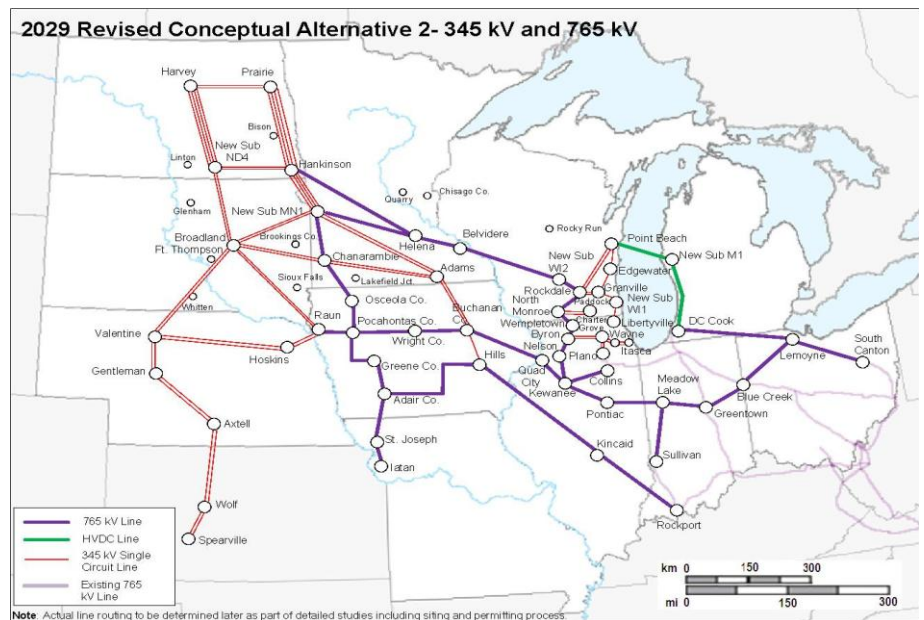 2029 Revised Conceptual Alternative 2- 345 kV and 765 kV
Harvey
Prairie
Bison
New Sub
ND4
Linton
Hankinson
Glenham
New Sub MN1
Quarry
Chisago Co.
Broadland
Brookings Co.
Helena
Belvidere
Rocky Run
Point Beach
Ft. Thompson
Chanarambie
Adams
New Sub
WI2
Edgewater
New Sub M1
Sioux Falls
Lakefield Jct.
Rockdale
Granville
Whitten
Osceola Co.
Buchanan
Co.
North
Monroe
Paddock
New Sub
WI1
Raun
Pocahontas Co.
Wempletown
Charter
Grove
Libertyville
DC Cook
Valentine
Wright Co.
Byron
Wayne
Itasca
Hoskins
Hills
Nelson
Plano
Lemoyne
South
Canton
Gentleman
Greene Co.
Quad
City
Collins
Meadow
Lake
Blue Creek
Adair Co.
Kewanee
Pontiac
Greentown
Axtell
St. Joseph
Kincaid
Sullivan
Iatan
Wolf
Rockport
Spearville
765 kV Line
HVDC Line
345 kV Single
Circuit Line
Existing 765
kV Line
km 0 150 300
mi 0 150 300
Note: Actual line routing to be determined later as part of detailed studies including siting and permitting process.